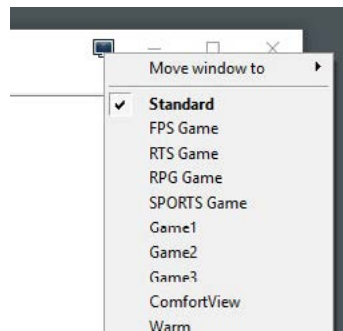 Move window to
Standard
FPS Game
RTS Game
RPG Game
SPORTS Game
Game1
Game2
Game3
ComfortView
Warm